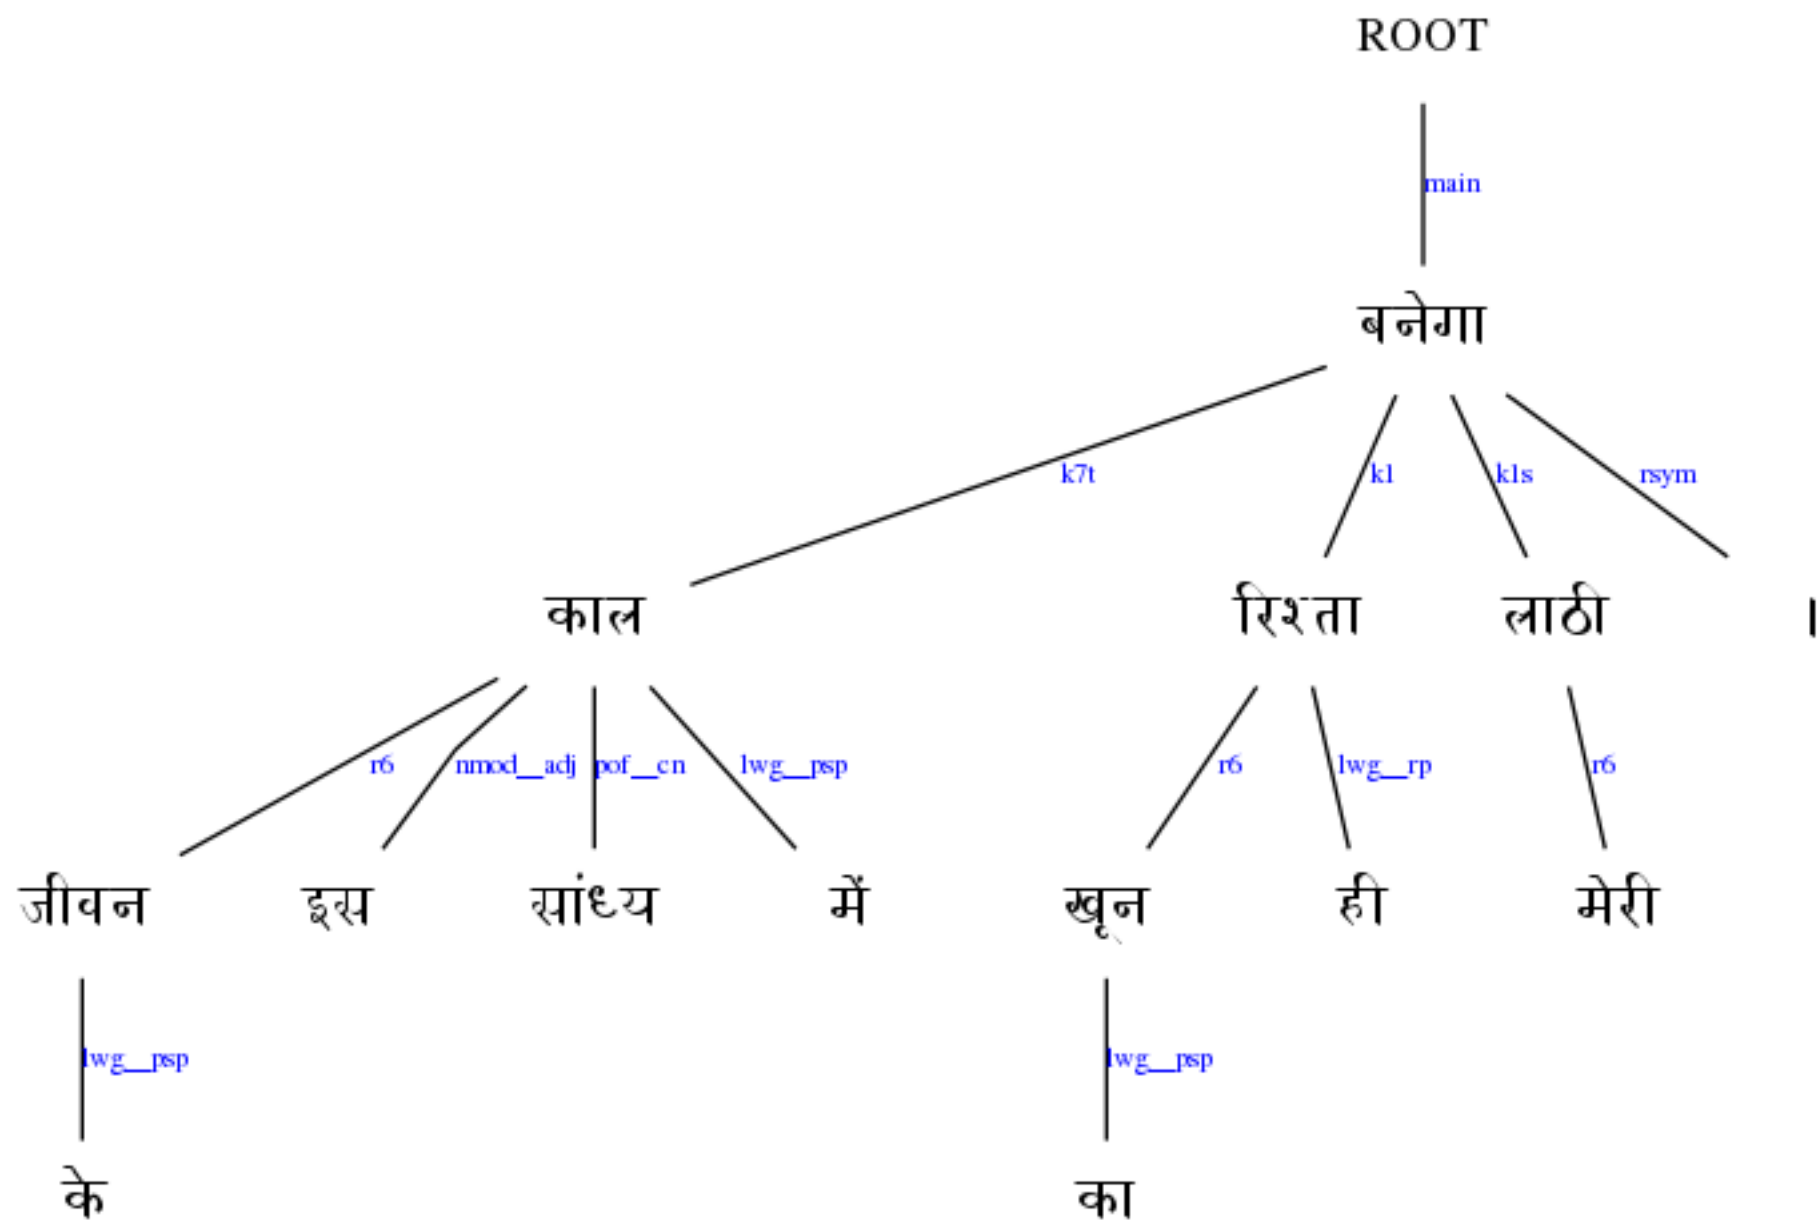 ROOT
main
बनेगा
k7t k1 k1s rsym
काल रिश्ता लाठी ।
r6 nmod__adj pof__cn lwg__psp r6 lwg__rp r6
जीवन इस सांध्य में खून ही मेरी
lwg__psp lwg__psp
के का